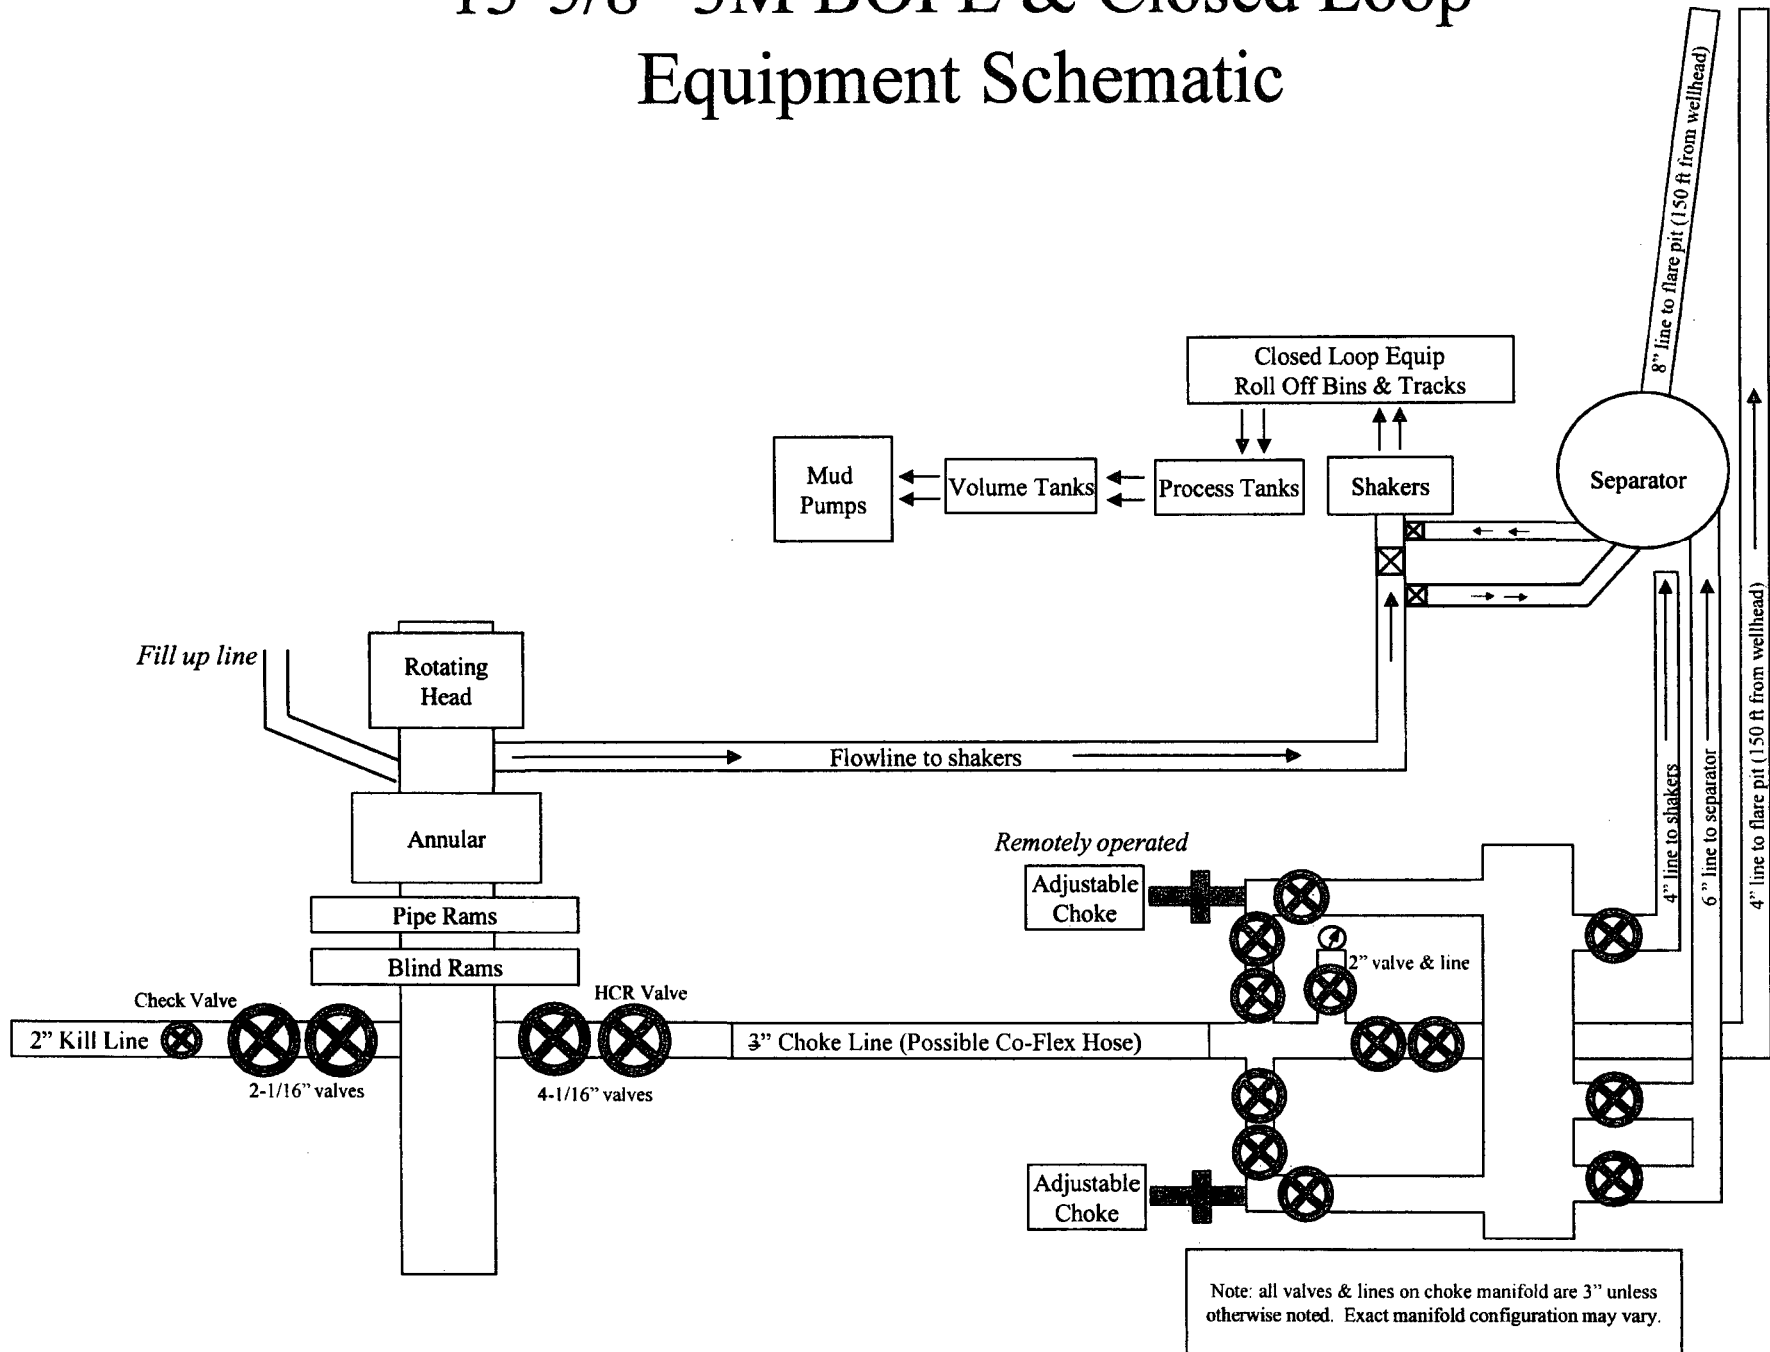 Equipment Schematic
8” line to flare pit (150 ft from wellhead)
Closed Loop Equip
Roll Off Bins & Tracks
Mud
Pumps
Volume Tanks
Process Tanks
Shakers
Separator
Fill up line
Rotating
Head
Flowline to shakers
Annular
Pipe Rams
Blind Rams
Remotely operated
Adjustable
Choke
2” valve & line
4” line to shakers
6” line to separator
4’ line to flare pit (150 ft from wellhead)
Check Valve
HCR Valve
2” Kill Line
3” Choke Line (Possible Co-Flex Hose)
2-1/16” valves
4-1/16” valves
Adjustable
Choke
Note: all valves & lines on choke manifold are 3” unless
otherwise noted. Exact manifold configuration may vary.